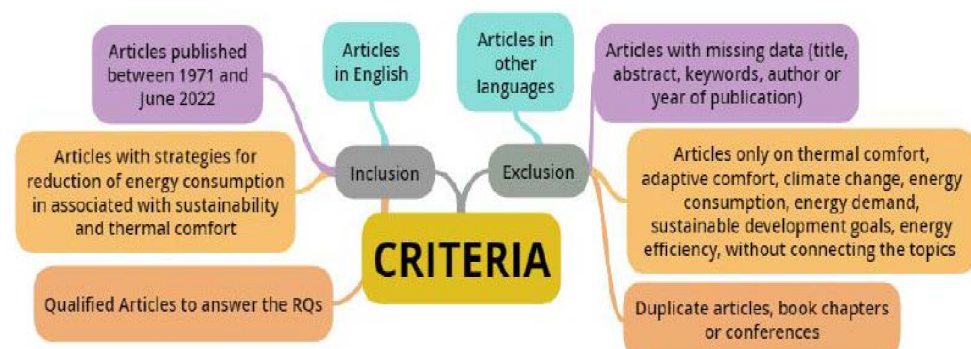 Articles published
between 1971 and
June 2022
Articles
in English
Articles in
other
languages
Articles with missing data (title,
abstract, keywords, author or
year of publication)
Articles with strategies for
reduction of energy consumption
in associated with sustainability
and thermal comfort
Inclusion
Exclusion
Articles only on thermal comfort,
adaptive comfort, climate change, energy
consumption, energy demand,
sustainable development goals, energy
efficiency, without connecting the topics
CRITERIA
Qualified Articles to answer the RQs
Duplicate articles, book chapters
or conferences